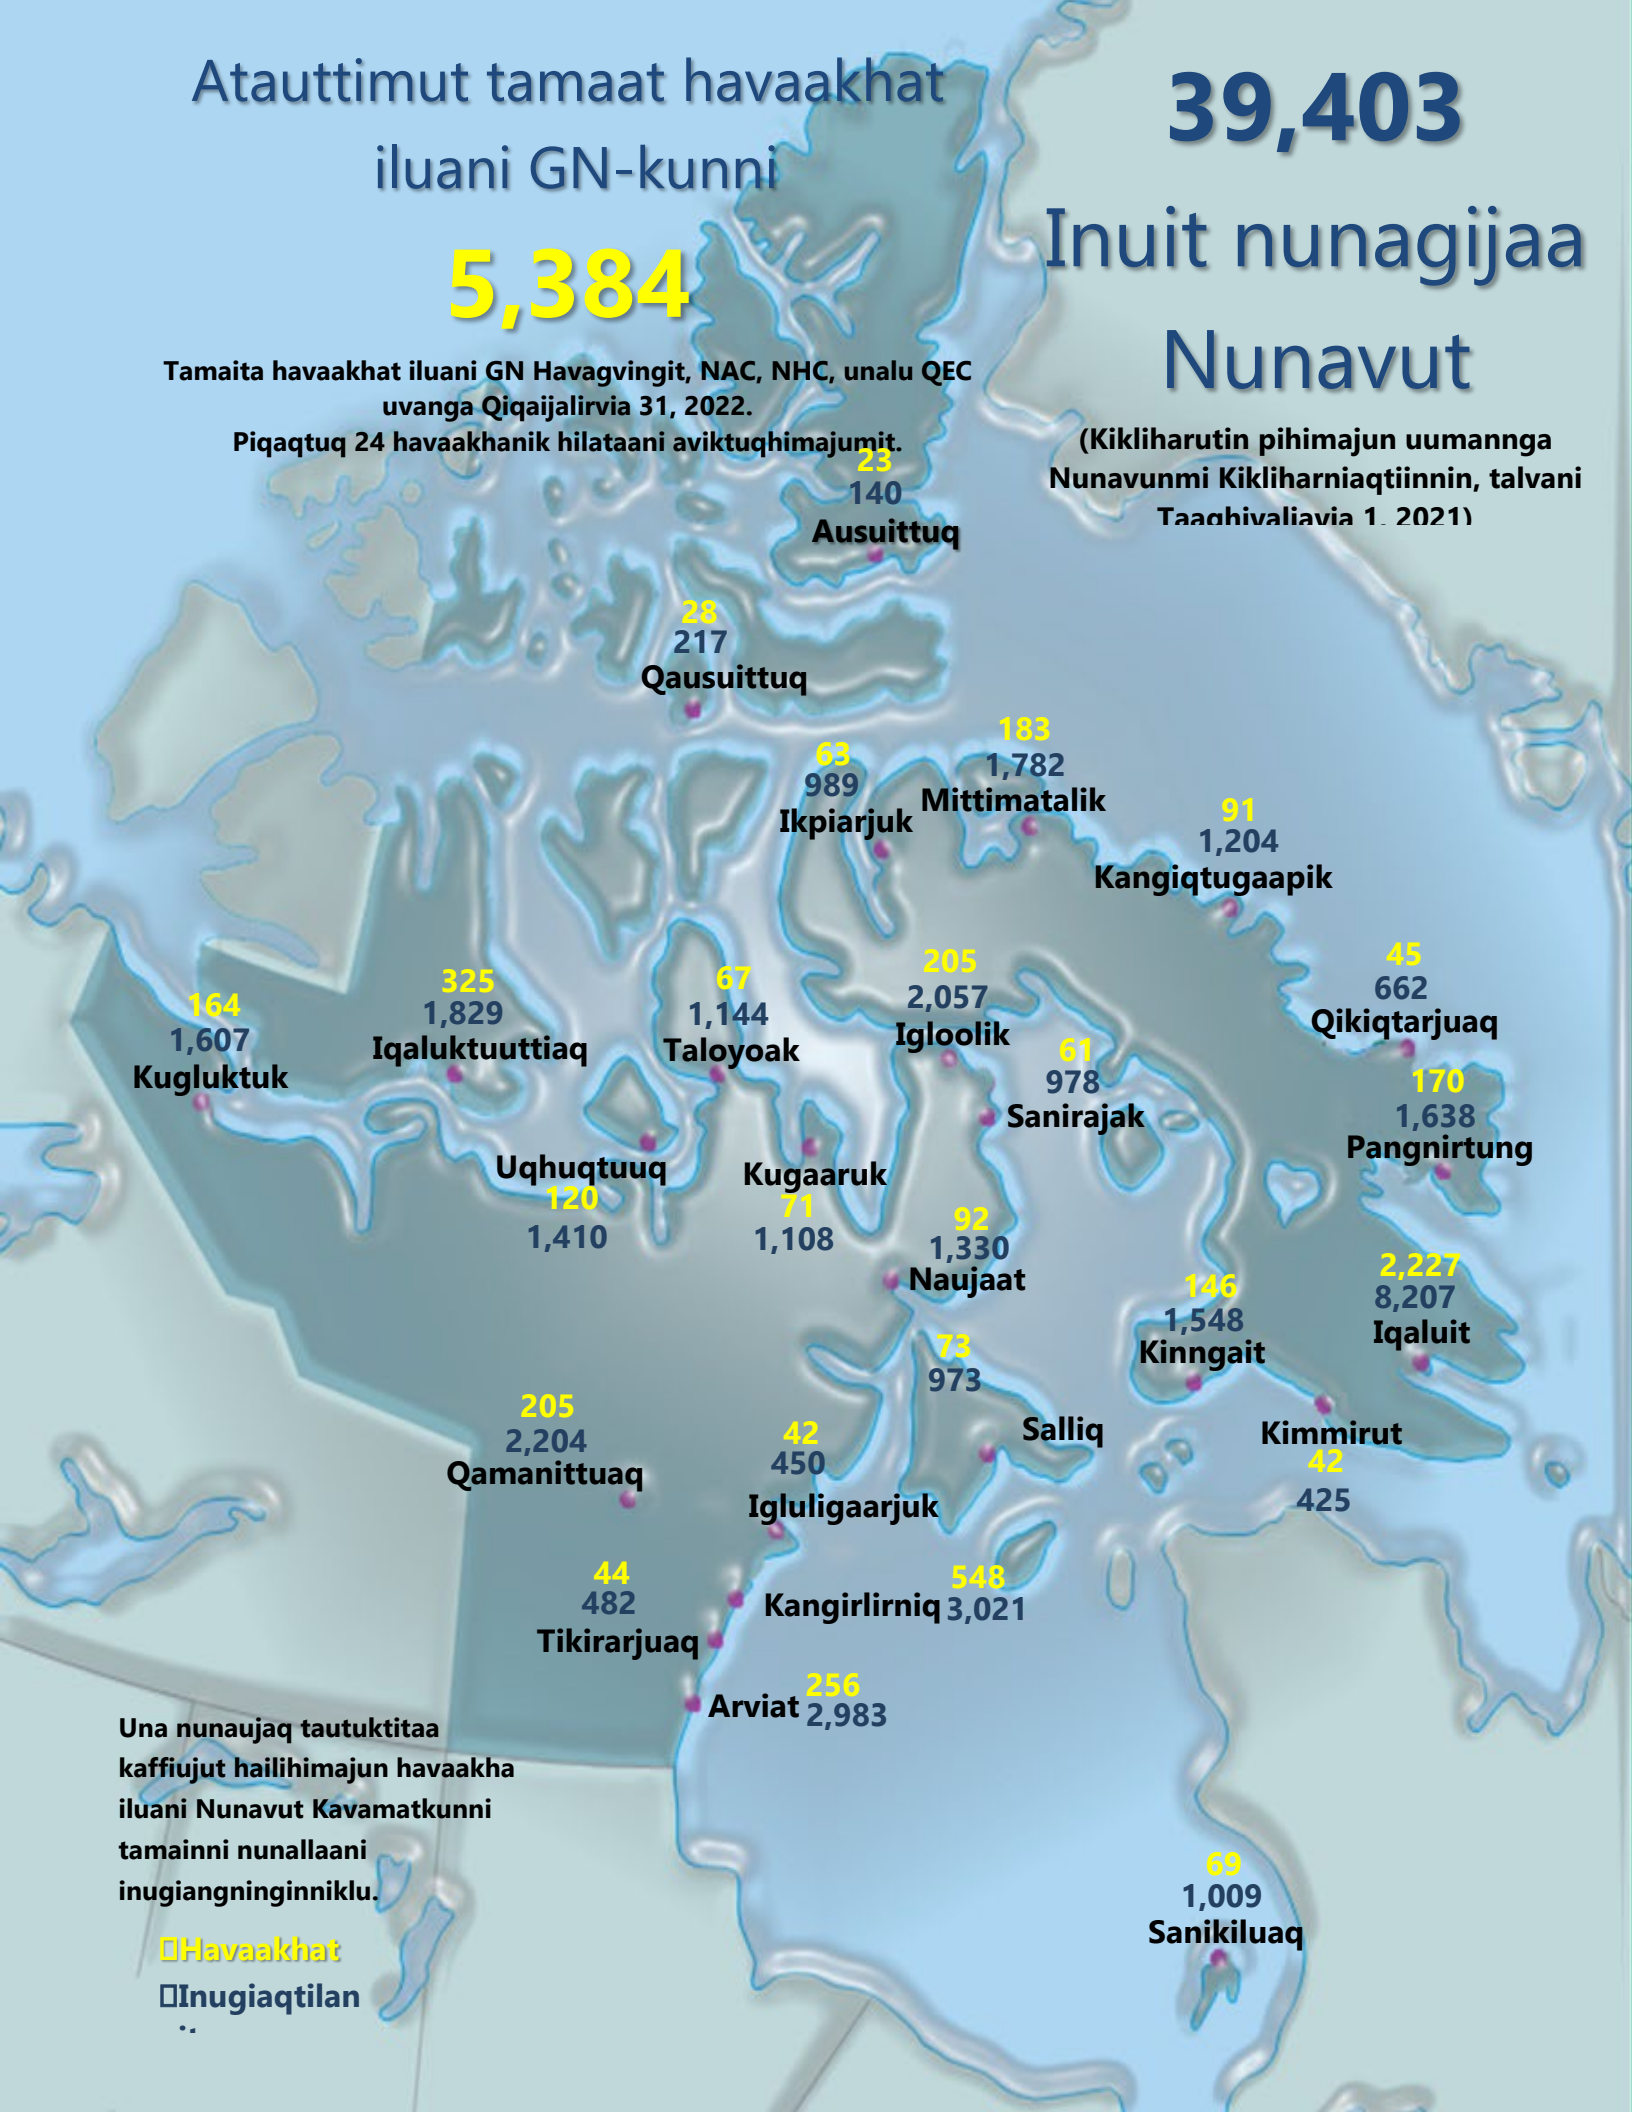 Atauttimut tamaat havaakhat
iluani GN-kunni
5,384
Tamaita havaakhat iluani GN Havagvingit, NAC, NHC, unalu QEC
uvanga Qiqaijalirvia 31, 2022.
Piqaqtuq 24 havaakhanik hilataani aviktuqhimajumit.
39,403
Inuit nunagijaa
Nunavut
(Kikliharutin pihimajun uumannga
Nunavunmi Kikliharniaqtiinnin, talvani
Taaghivaliavia 1, 2021)
23
140
Ausuittuq
28
217
Qausuittuq
63
989
Ikpiarjuk
183
1,782
Mittimatalik
91
1,204
Kangiqtugaapik
45
662
Qikiqtarjuaq
164
1,607
Kugluktuk
325
1,829
Iqaluktuuttiaq
67
1,144
Taloyoak
205
2,057
Igloolik
61
978
Sanirajak
170
1,638
Pangnirtung
Uqhuqtuuq
120
1,410
Kugaaruk
71
1,108
92
1,330
Naujaat
146
1,548
Kinngait
2,227
8,207
Iqaluit
73
973
Salliq
Kimmirut
42
425
205
2,204
Qamanittuaq
42
450
Igluligaarjuk
44
482
Tikirarjuaq
548
Kangirlirniq 3,021
256
Arviat 2,983
69
1,009
Sanikiluaq
Una nunaujaq tautuktitaa
kaffiujut hailihimajun havaakha
iluani Nunavut Kavamatkunni
tamainni nunallaani
inugiangninginniklu.
Havaakhat
Inugiaqtilan